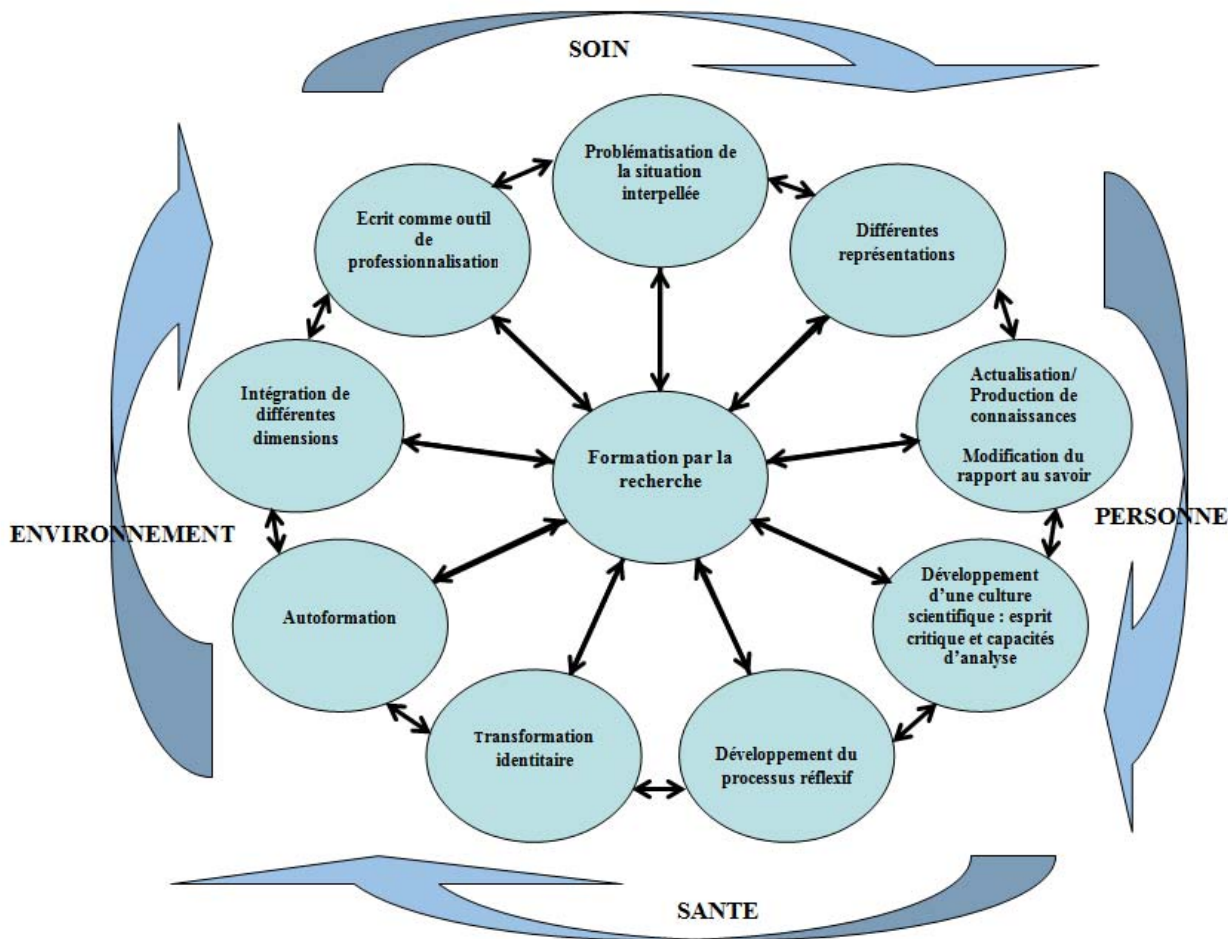 SOIN
Problématisation de
la situation
interpellée
Ecrit comme outil
de
professionnalisation
Différentes
représentations
Intégration de
différentes
dimensions
Actualisation/
Production de
connaissances
Modification du
rapport au savoir
Formation par la
recherche
ENVIRONNEMENT
PERSONNE
Autoformation
Développement
d’une culture
scientifique : esprit
critique et capacités
d’analyse
Transformation
identitaire
Développement du
processus réflexif
SANTE